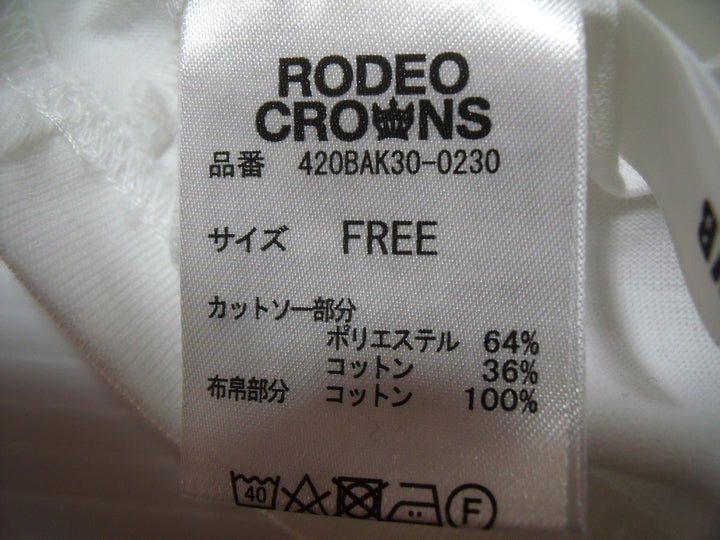 RODEO
CROWNS
品番 420BAK30-0230
サイズ FREE
カットソー部分
ポリエステル 64%
コットン 36%
布帛部分 コットン 100%
40 F